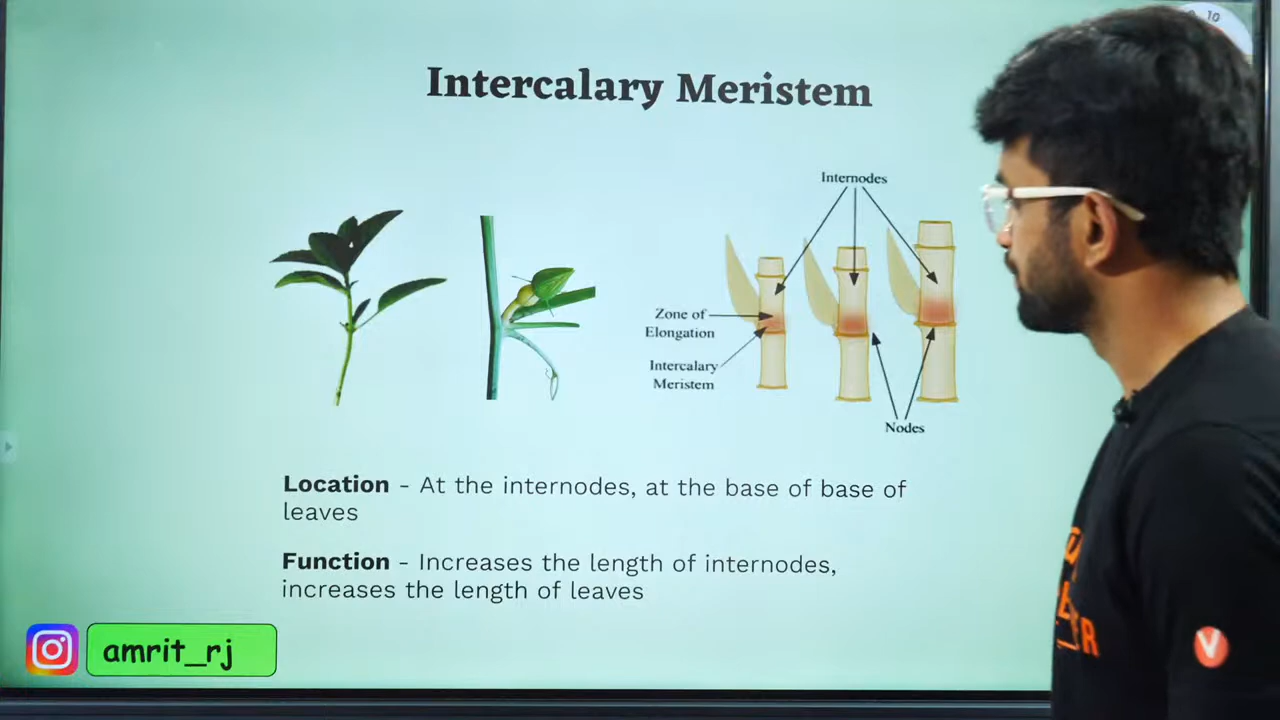 10
Intercalary Meristem
Internodes
Zone of
Elongation
Intercalary
Meristem
Nodes
Location - At the internodes, at the base of base of
leaves
Function - Increases the length of internodes,
increases the length of leaves
amrit_rj
V